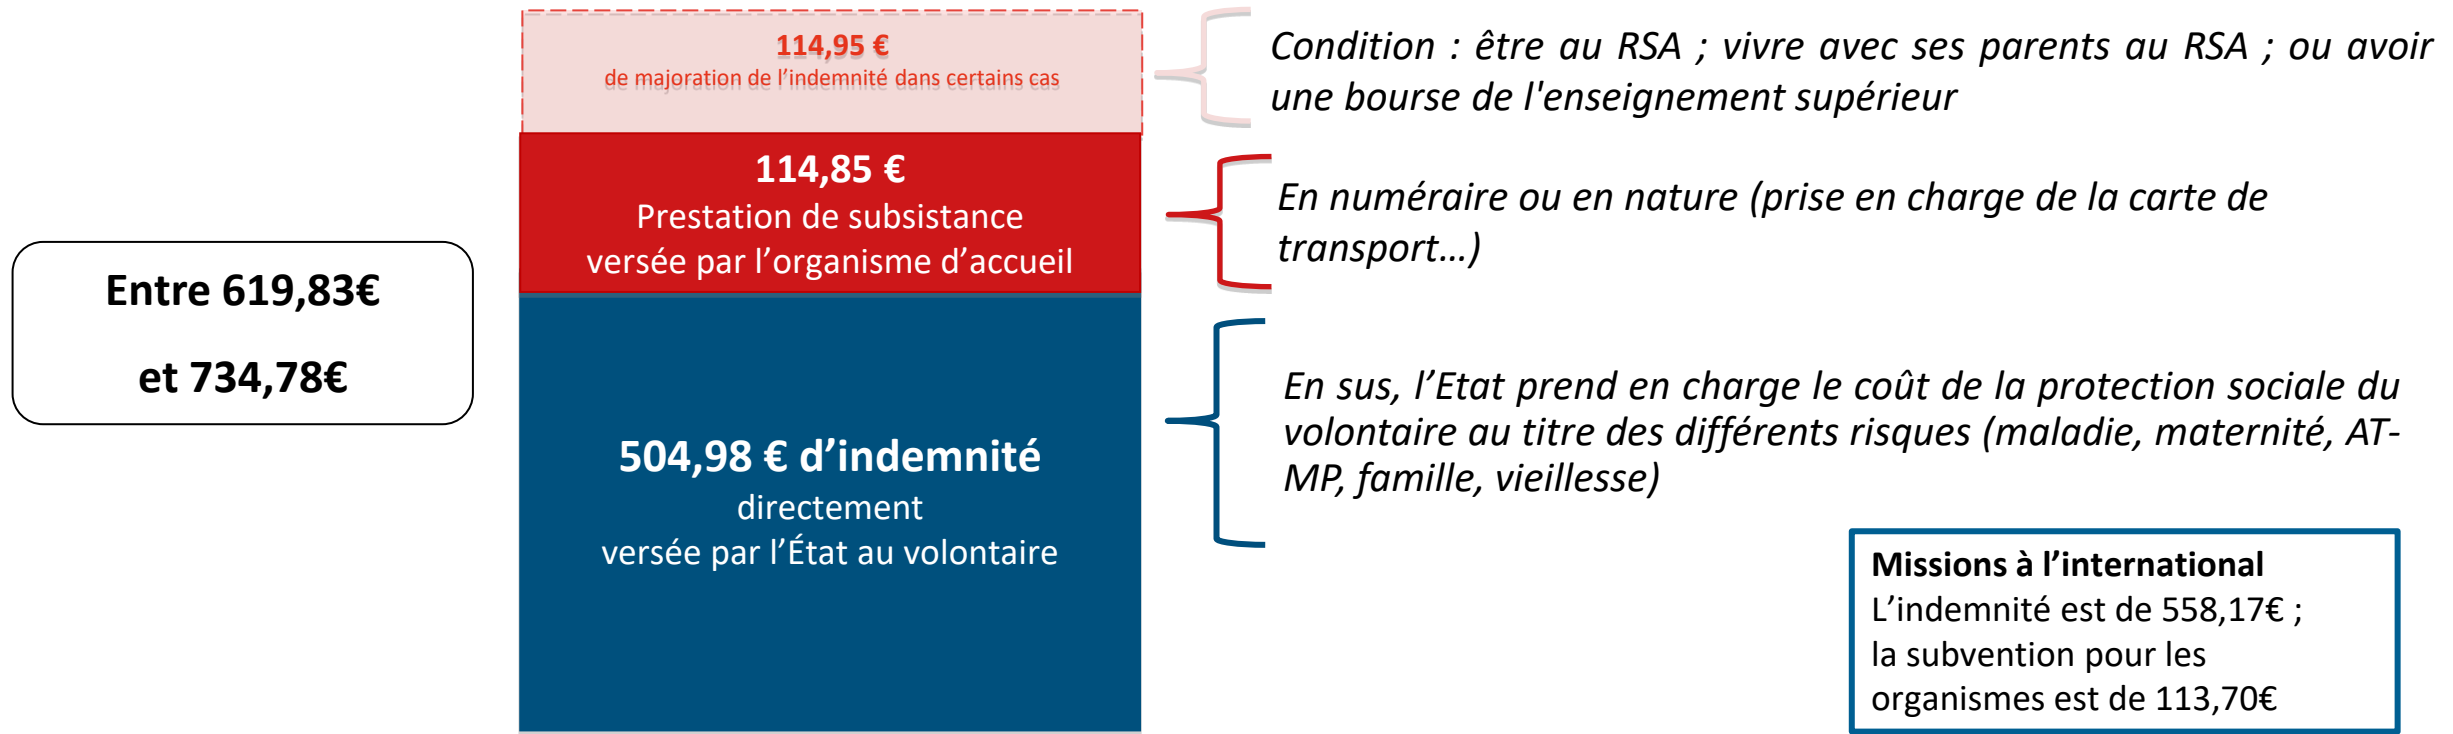 114,95 €
de majoration de l’indemnité dans certains cas
Condition : être au RSA ; vivre avec ses parents au RSA ; ou avoir
une bourse de l'enseignement supérieur
114,85 €
Prestation de subsistance
versée par l’organisme d’accueil
En numéraire ou en nature (prise en charge de la carte de
transport…)
Entre 619,83€
et 734,78€
504,98 € d’indemnité
directement
versée par l’État au volontaire
En sus, l’Etat prend en charge le coût de la protection sociale du
volontaire au titre des différents risques (maladie, maternité, AT-
MP, famille, vieillesse)
Missions à l’international
L’indemnité est de 558,17€ ;
la subvention pour les
organismes est de 113,70€